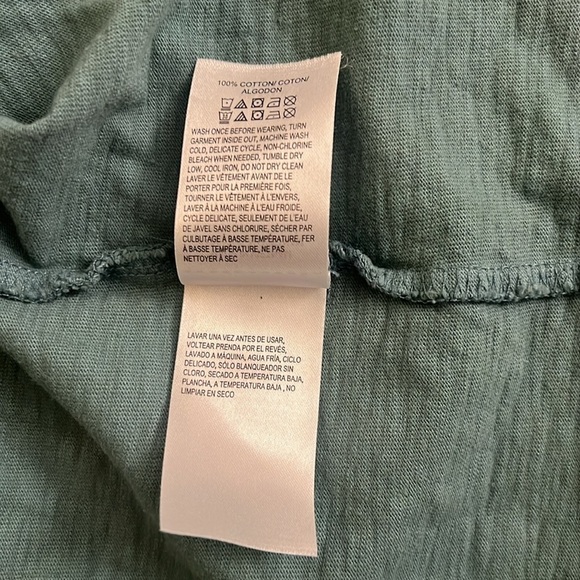 100% COTTON/ COTON/
ALGODON
WASH ONCE BEFORE WEARING, TURN
GARMENT INSIDE OUT, MACHINE WASH
COLD, DELICATE CYCLE, NON-CHLORINE
BLEACH WHEN NEEDED, TUMBLE DRY
LOW, COOL IRON, DO NOT DRY CLEAN
LAVER LE VÊTEMENT AVANT DE LE
PORTER POUR LA PREMIÈRE FOIS,
TOURNER LE VÊTEMENT À L'ENVERS,
LAVER À LA MACHINE À L'EAU FROIDE,
CYCLE DELICATE, SEULEMENT DE L'EAU
DE JAVEL SANS CHLORURE, SÉCHER PAR
CULBUTAGE À BASSE TEMPÉRATURE, FER
À BASSE TEMPÉRATURE, NE PAS
NETTOYER À SEC
LAVAR UNA VEZ ANTES DE USAR,
VOLTEAR PRENDA POR EL REVÉS,
LAVADO A MÁQUINA, AGUA FRÍA, CICLO
DELICADO, SÓLO BLANQUEADOR SIN
CLORO, SECADO A TEMPERATURA BAJA,
PLANCHA, A TEMPERATURA BAJA , NO
LIMPIAR EN SECO